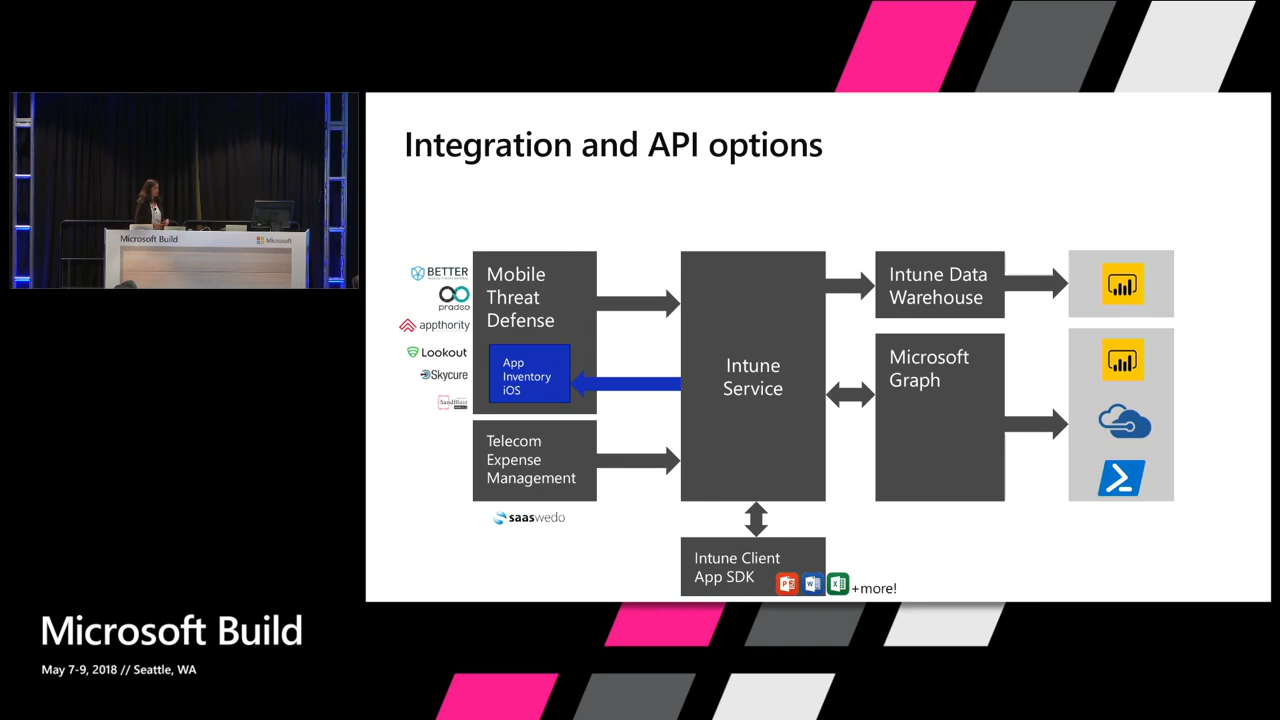 Integration and API options
BETTER
pradeo
appthority
Lookout
Skycure
SandBlast
Mobile
Threat
Defense
App
Inventory
iOS
Telecom
Expense
Management
saaswedo
Intune
Service
Intune Client
App SDK
+more!
Intune Data
Warehouse
Microsoft
Graph
Microsoft Build
Microsoft
Microsoft Build
May 7-9, 2018 // Seattle, WA